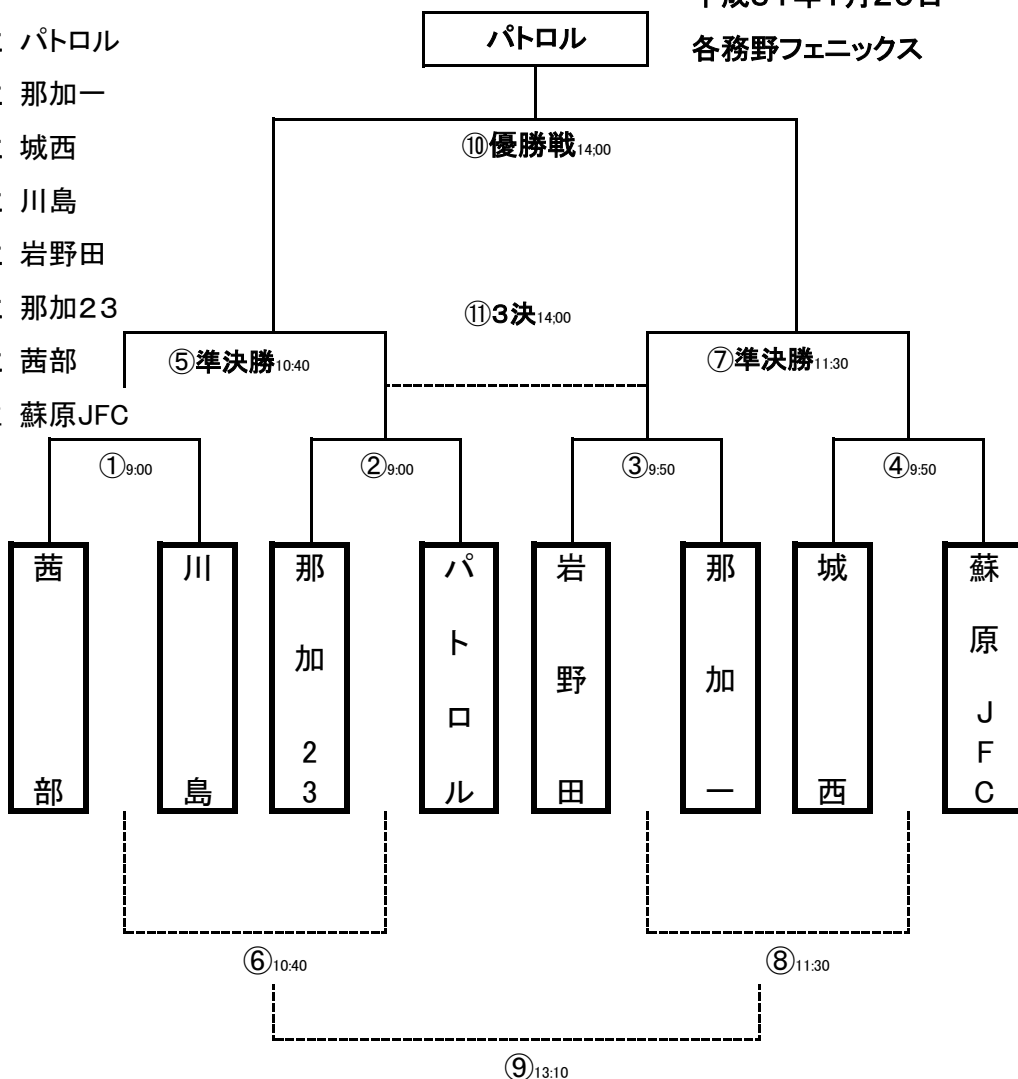 パトロル
那加一
城西
川島
岩野田
那加２３
茜部
蘇原JFC
パトロル
各務野フェニックス
⑩優勝戦14;00
⑪３決14;00
⑤準決勝10:40
⑦準決勝11:30
①9:00
②9:00
③9:50
④9:50
茜部
川島
那加23
パトロル
岩野田
那加一
城西
蘇原JFC
⑥10:40
⑧11:30
⑨13:10